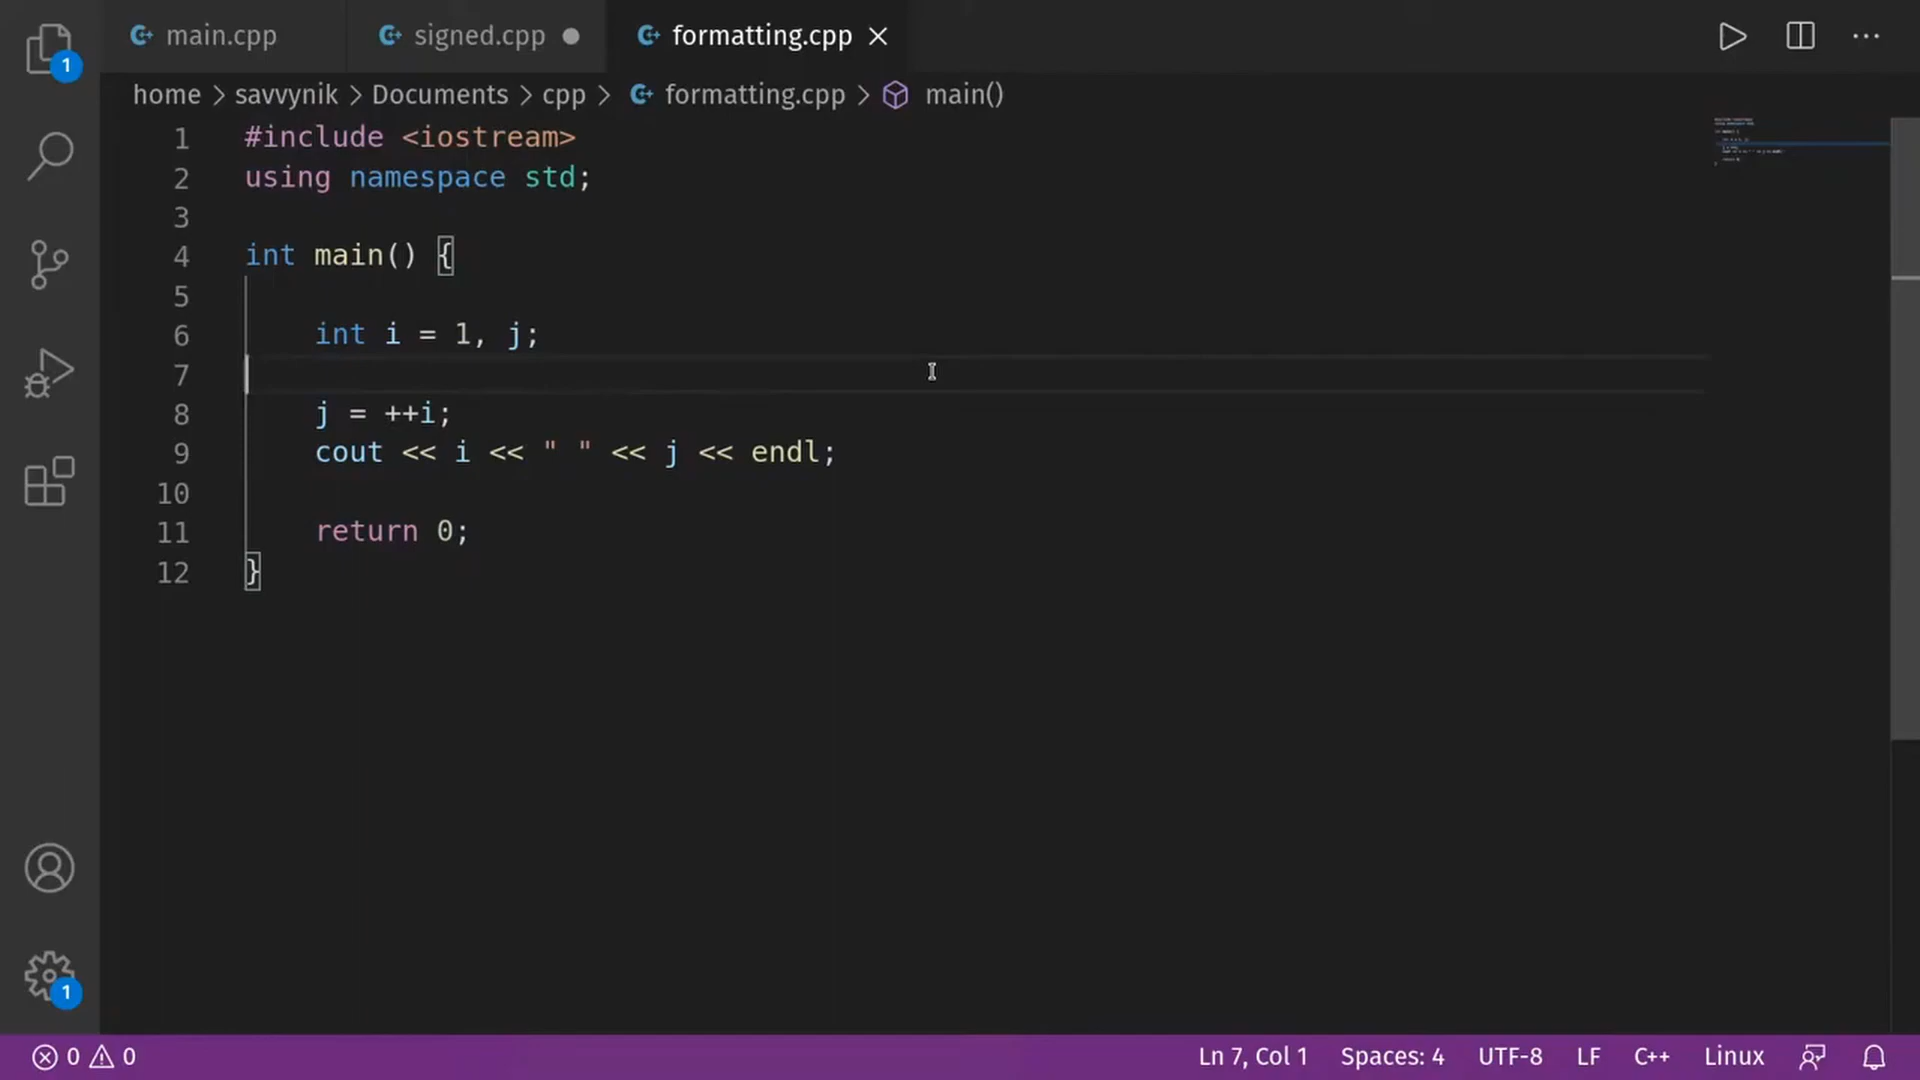 main.cpp signed.cpp formatting.cpp
home > savvynik > Documents > cpp > formatting.cpp > main()
1 #include <iostream>
2 using namespace std;
3
4 int main() {
5
6     int i = 1, j;
7
8     j = ++i;
9     cout << i << " " << j << endl;
10
11     return 0;
12 }
1
1
0 0 Ln 7, Col 1 Spaces: 4 UTF-8 LF C++ Linux